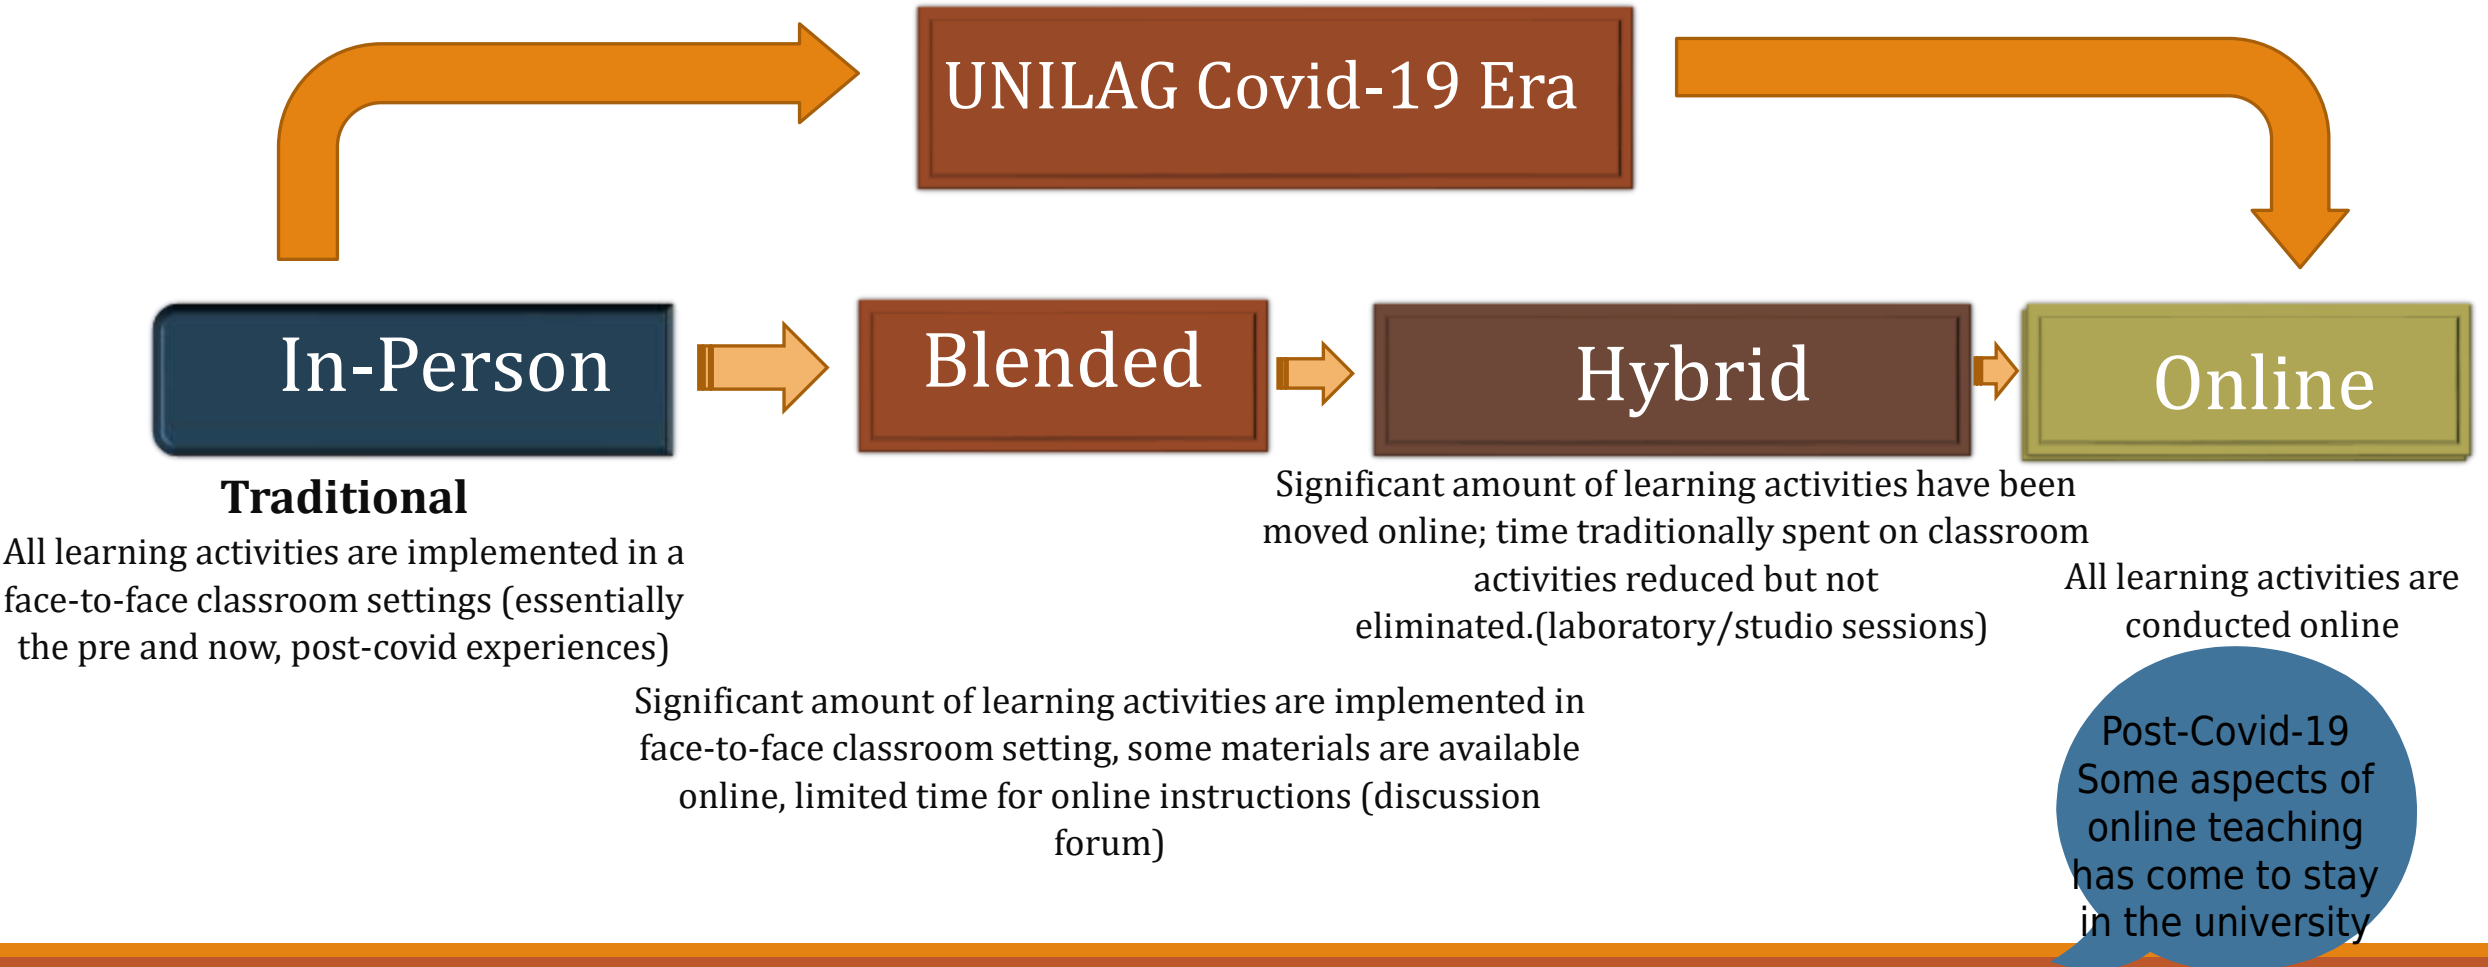 UNILAG Covid-19 Era
In-Person
Blended
Hybrid
Online
Traditional
All learning activities are implemented in a
face-to-face classroom settings (essentially
the pre and now, post-covid experiences)
Significant amount of learning activities are implemented in
face-to-face classroom setting, some materials are available
online, limited time for online instructions (discussion
forum)
Significant amount of learning activities have been
moved online; time traditionally spent on classroom
activities reduced but not
eliminated.(laboratory/studio sessions)
All learning activities are
conducted online
Post-Covid-19
Some aspects of
online teaching
has come to stay
in the university